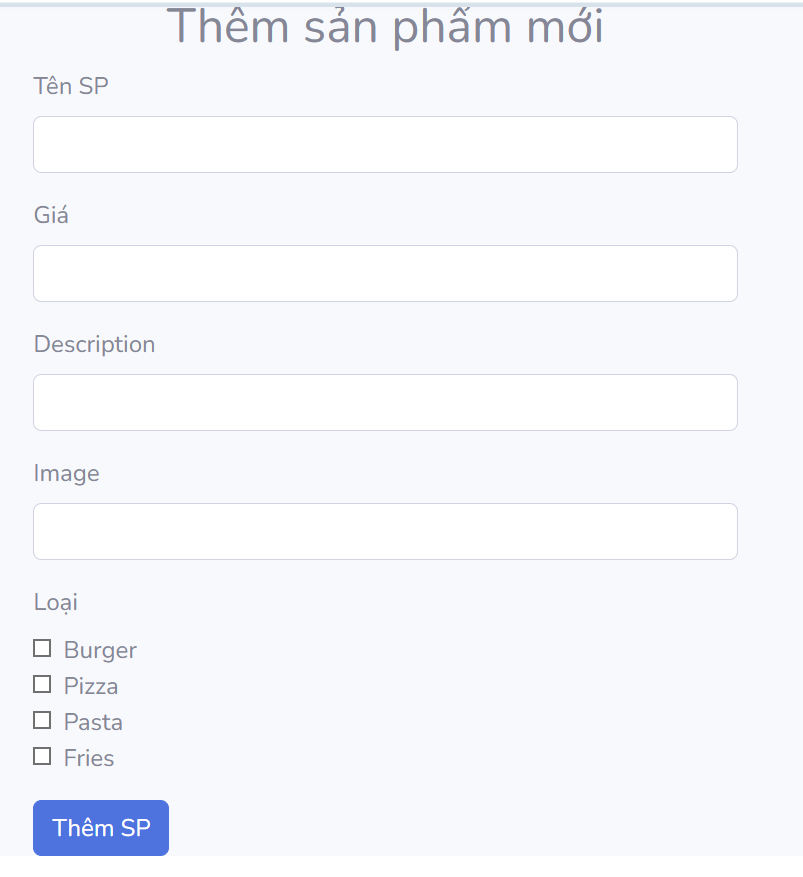 Thêm sản phẩm mới
Tên SP
Giá
Description
Image
Loại
Burger
Pizza
Pasta
Fries
Thêm SP